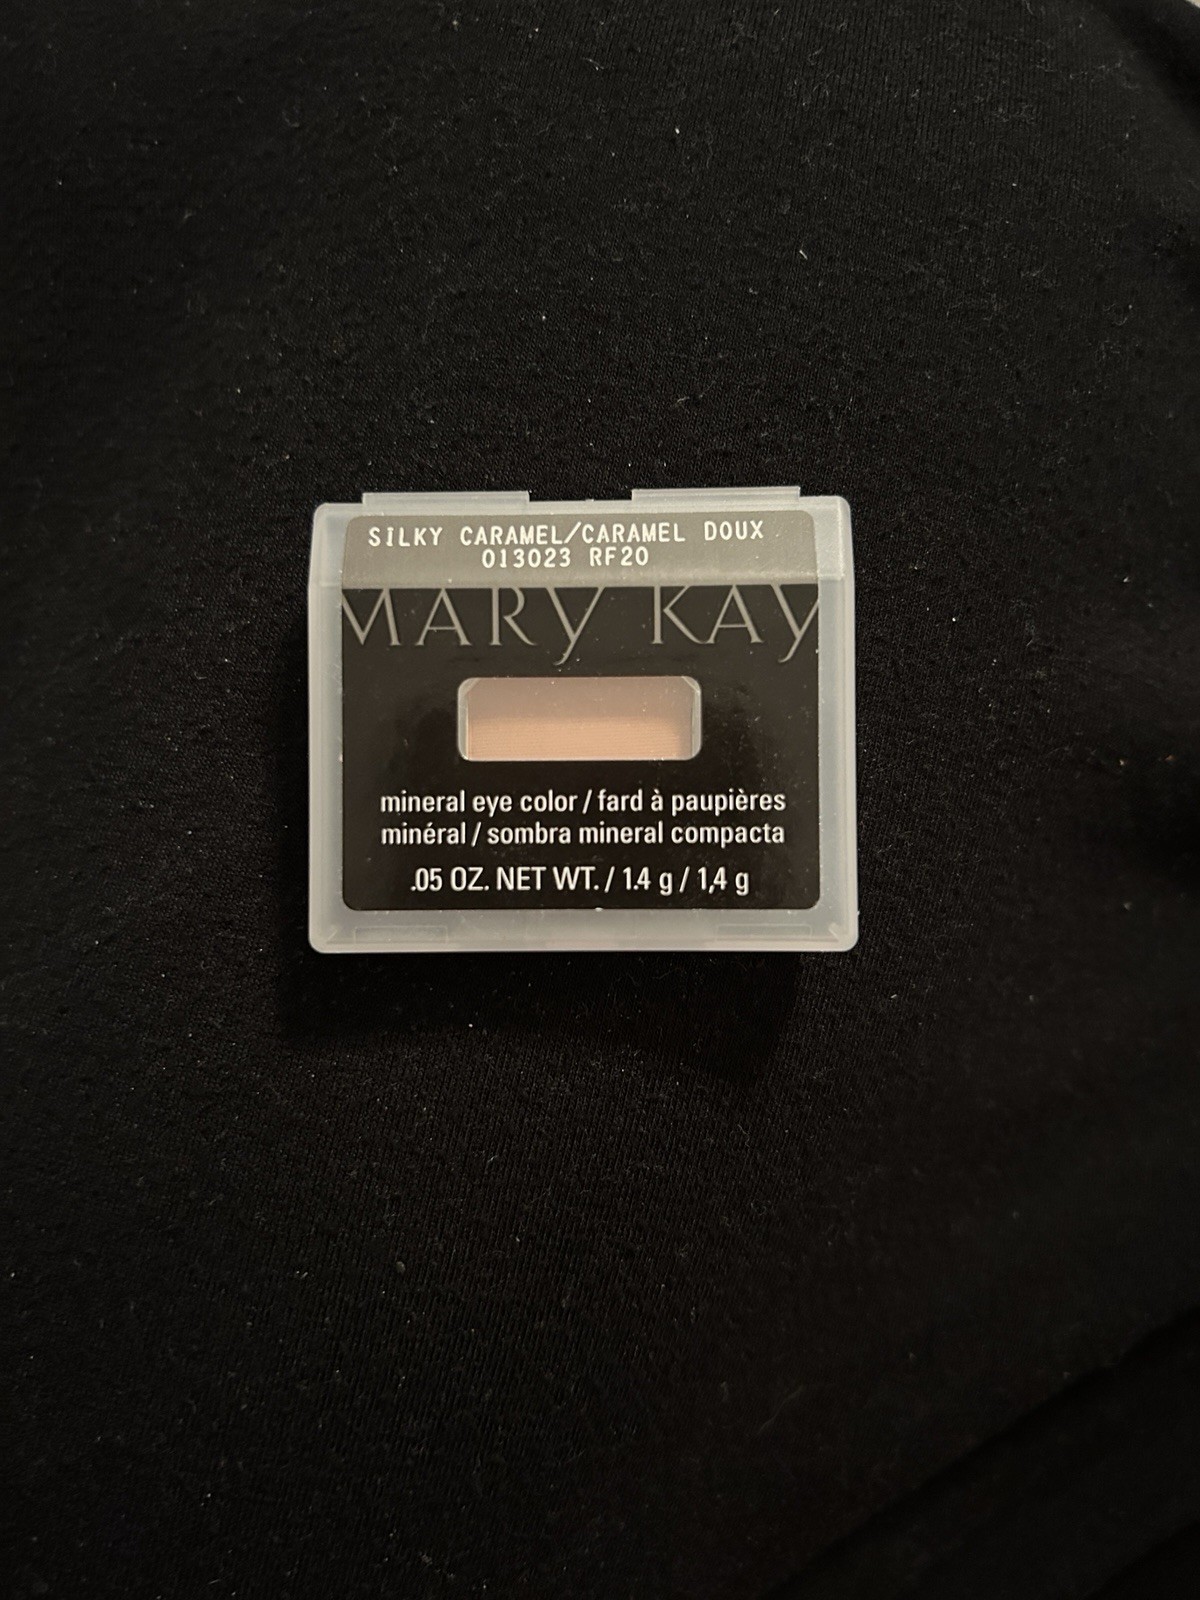 SILKY CARAMEL/CARAMEL DOUX
013023 RF20
MARY KAY
mineral eye color / fard à paupières
minéral / sombra mineral compacta
.05 OZ. NET WT. / 1.4 g / 1,4 g